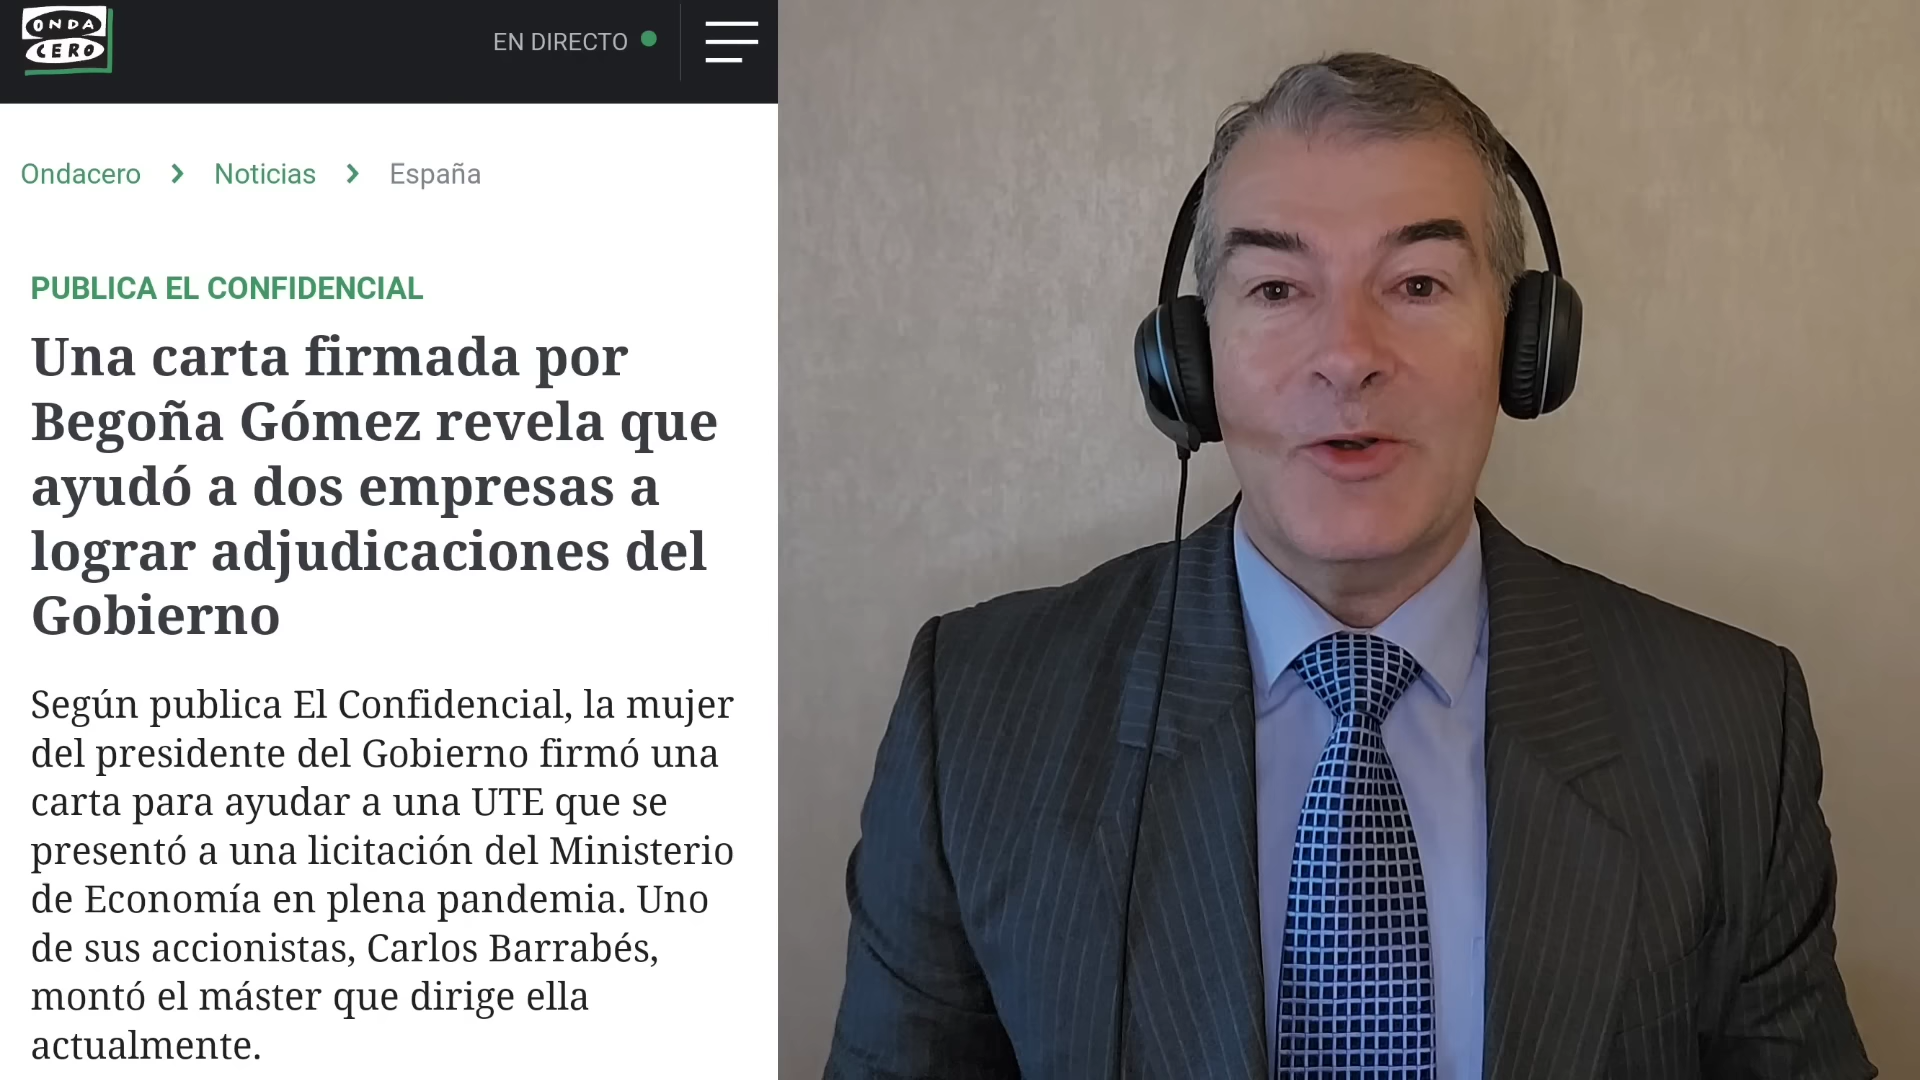 ONDA
CERO
EN DIRECTO
Ondacero > Noticias > España
PUBLICA EL CONFIDENCIAL
Una carta firmada por
Begoña Gómez revela que
ayudó a dos empresas a
lograr adjudicaciones del
Gobierno
Según publica El Confidencial, la mujer
del presidente del Gobierno firmó una
carta para ayudar a una UTE que se
presentó a una licitación del Ministerio
de Economía en plena pandemia. Uno
de sus accionistas, Carlos Barrabés,
montó el máster que dirige ella
actualmente.